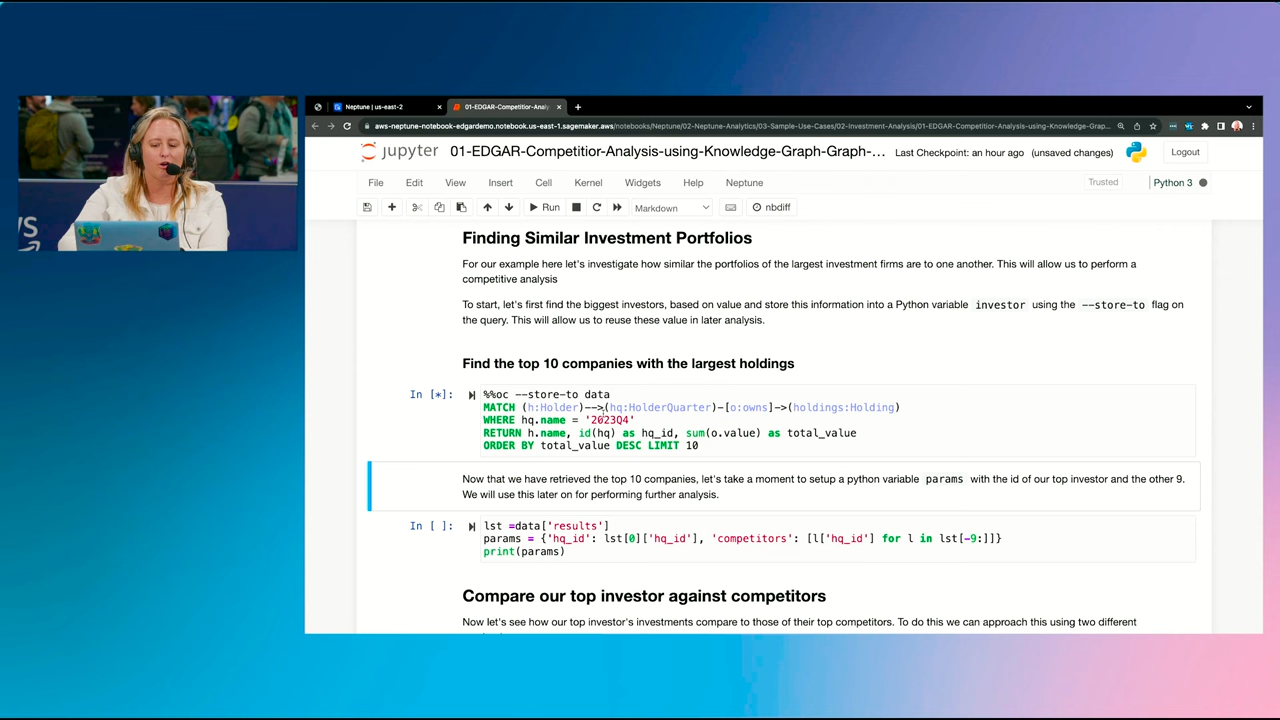 Neptune | us-east-2
01-EDGAR-Competitior-Analy
aws-neptune-notebook-edgardemo.notebook.us-east-1.sagemaker.aws/notebooks/Neptune/02-Neptune-Analytics/03-Sample-Use-Cases/02-Investment-Analysis/01-EDGAR-Competitior-Analysis-using-Knowledge-Grap...
jupyter 01-EDGAR-Competitior-Analysis-using-Knowledge-Graph-Graph-... Last Checkpoint: an hour ago (unsaved changes) Logout
File Edit View Insert Cell Kernel Widgets Help Neptune Trusted Python 3
Run Markdown nbdiff
Finding Similar Investment Portfolios
For our example here let's investigate how similar the portfolios of the largest investment firms are to one another. This will allow us to perform a
competitive analysis
To start, let's first find the biggest investors, based on value and store this information into a Python variable investor using the --store-to flag on
the query. This will allow us to reuse these value in later analysis.
Find the top 10 companies with the largest holdings
In [*]: %%oc --store-to data
MATCH (h:Holder)-->(hq:HolderQuarter)-[o:owns]->(holdings:Holding)
WHERE hq.name = '2023Q4'
RETURN h.name, id(hq) as hq_id, sum(o.value) as total_value
ORDER BY total_value DESC LIMIT 10
Now that we have retrieved the top 10 companies, let's take a moment to setup a python variable params with the id of our top investor and the other 9.
We will use this later on for performing further analysis.
In [ ]: lst =data['results']
params = {'hq_id': lst[0]['hq_id'], 'competitors': [l['hq_id'] for l in lst[-9:]]}
print(params)
Compare our top investor against competitors
Now let's see how our top investor's investments compare to those of their top competitors. To do this we can approach this using two different